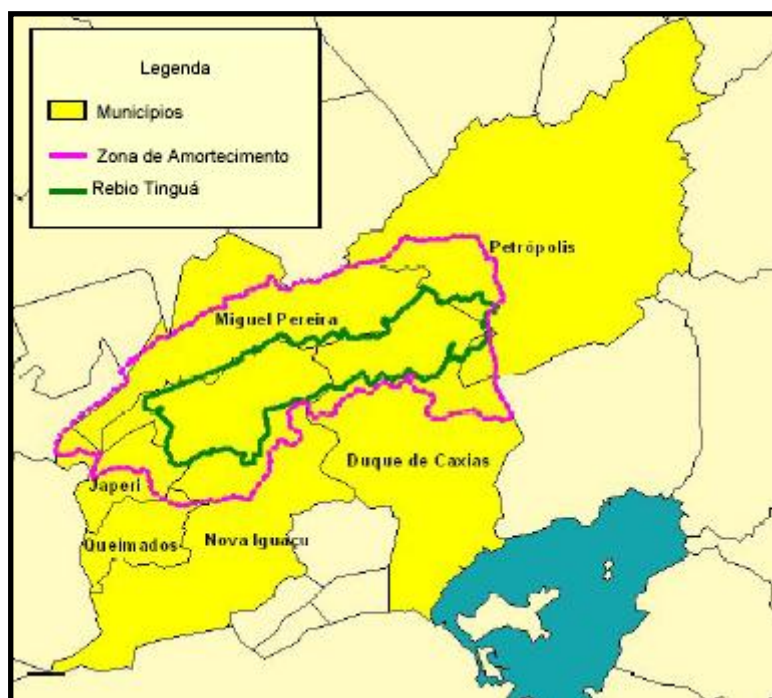 Legenda
Municípios
Zona de Amortecimento
Rebio Tinguá
Petrópolis
Miguel Pereira
Duque de Caxias
Japeri
Queimados
Nova Iguaçu